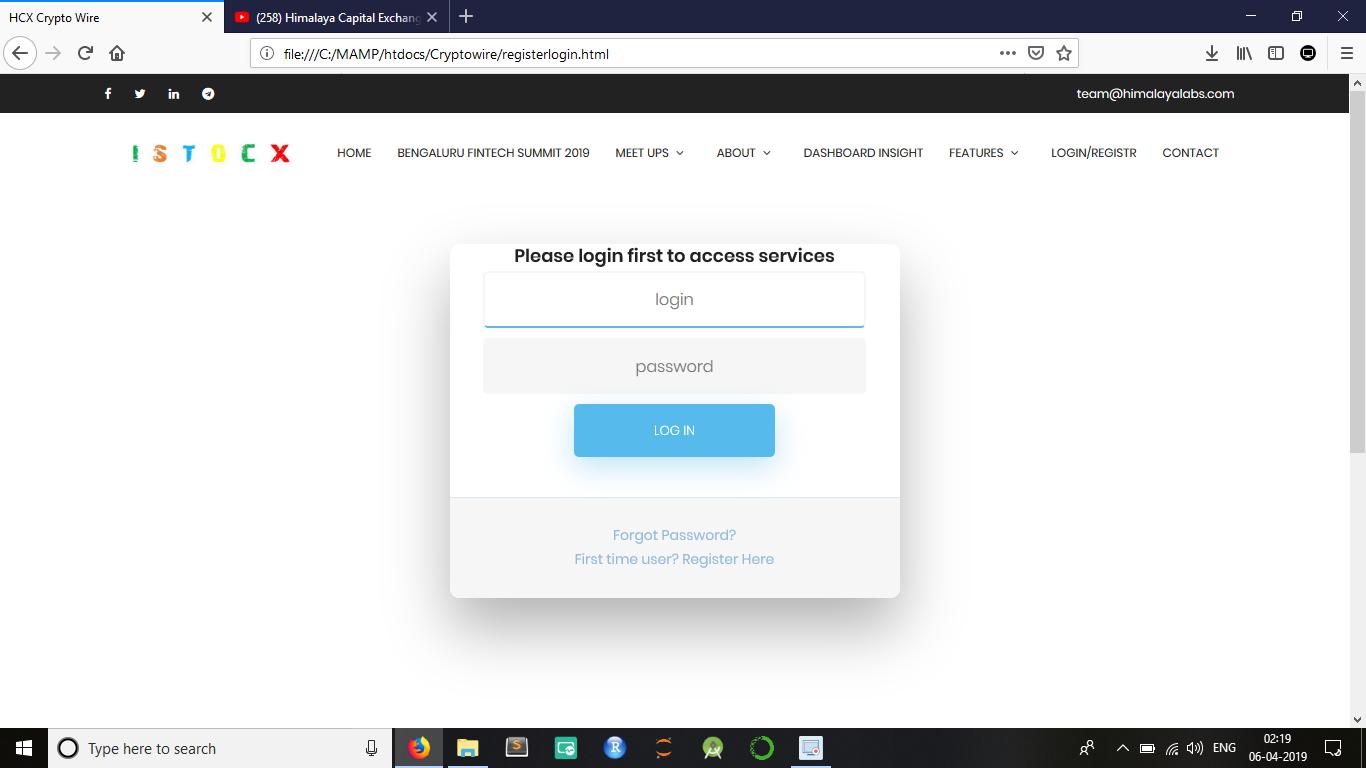 HCX Crypto Wire
(258) Himalaya Capital Exchang
file:///C:/MAMP/htdocs/Cryptowire/registerlogin.html
team@himalayalabs.com
ISTOCX
HOME
BENGALURU FINTECH SUMMIT 2019
MEET UPS
ABOUT
DASHBOARD INSIGHT
FEATURES
LOGIN/REGISTR
CONTACT
Please login first to access services
login
password
LOG IN
Forgot Password?
First time user? Register Here
Type here to search
ENG
02:19
06-04-2019